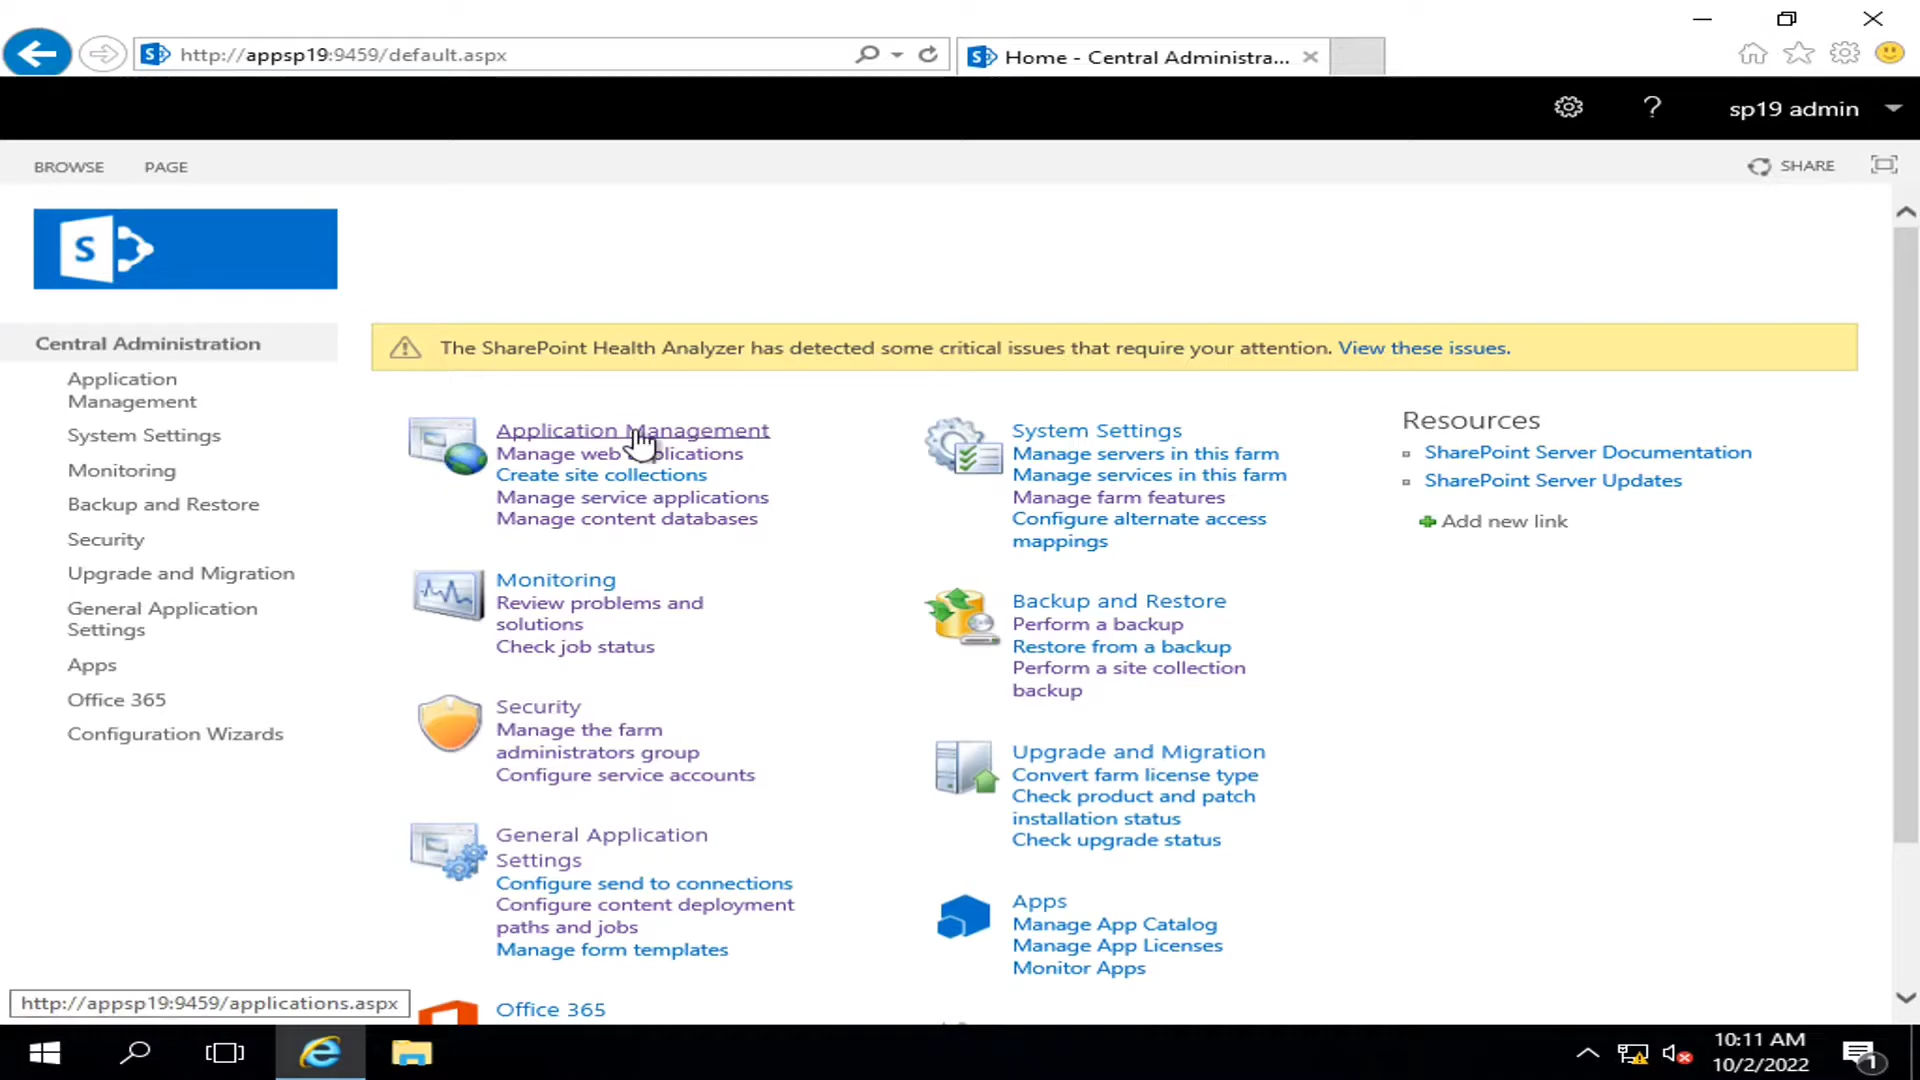 http://appsp19:9459/default.aspx
Home - Central Administra...
sp19 admin
BROWSE
PAGE
SHARE
S
Central Administration
Application
Management
System Settings
Monitoring
Backup and Restore
Security
Upgrade and Migration
General Application
Settings
Apps
Office 365
Configuration Wizards
The SharePoint Health Analyzer has detected some critical issues that require your attention. View these issues.
Application Management
Manage web applications
Create site collections
Manage service applications
Manage content databases
Monitoring
Review problems and
solutions
Check job status
Security
Manage the farm
administrators group
Configure service accounts
General Application
Settings
Configure send to connections
Configure content deployment
paths and jobs
Manage form templates
Office 365
System Settings
Manage servers in this farm
Manage services in this farm
Manage farm features
Configure alternate access
mappings
Backup and Restore
Perform a backup
Restore from a backup
Perform a site collection
backup
Upgrade and Migration
Convert farm license type
Check product and patch
installation status
Check upgrade status
Apps
Manage App Catalog
Manage App Licenses
Monitor Apps
Resources
SharePoint Server Documentation
SharePoint Server Updates
Add new link
http://appsp19:9459/applications.aspx
10:11 AM
10/2/2022
1